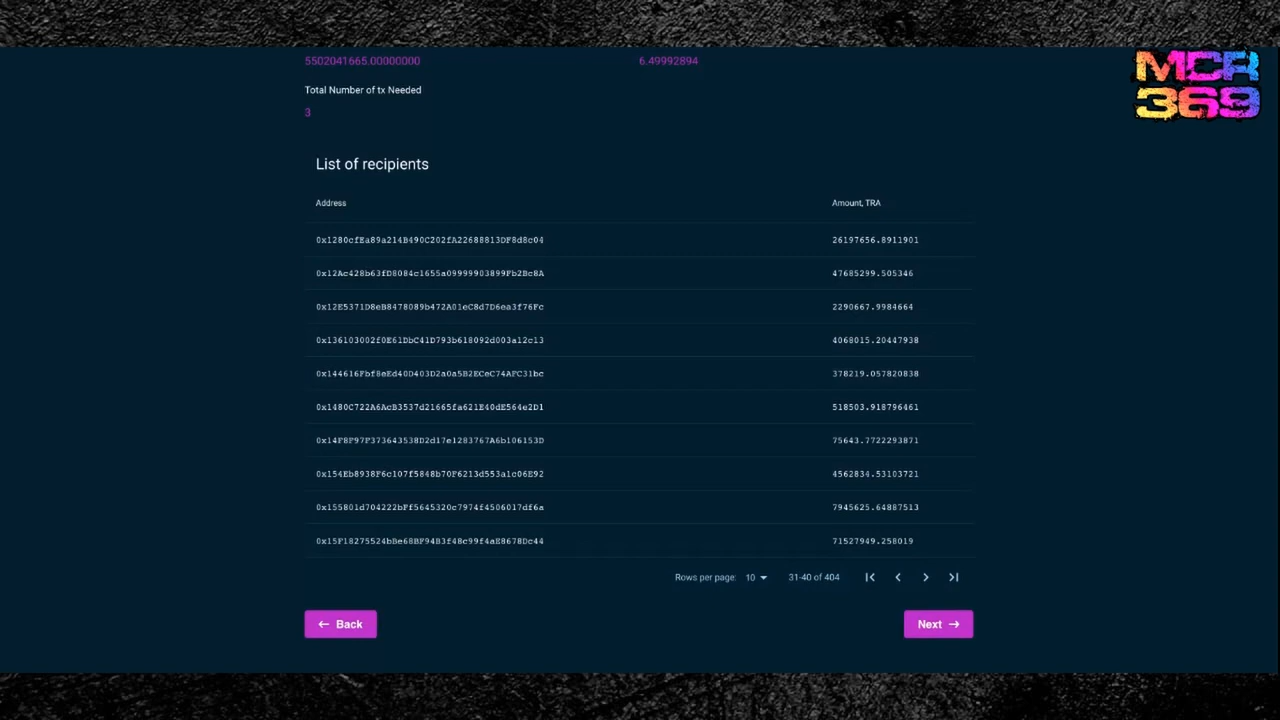 MCR
369
5502041665.00000000 6.49992894
Total Number of tx Needed
3
List of recipients
Address Amount, TRA
0x1280cfEa89a214B490C202fA22688813DF8d8c04 26197656.8911901
0x12Ac428b63fD8084c1655a09999903899Fb2Bc8A 47685299.505346
0x12E5371D8eB8478089b472A01eC8d7D6ea3f76Fc 2290667.9984664
0x136103002f0E61DbC41D793b618092d003a12c13 4068015.20447938
0x144616Fbf8eEd40D403D2a0a5B2ECeC74AFC31bc 378219.057820838
0x1480C722A6AcB3537d21665fa621E40dE564e2D1 518503.918796461
0x14F8F97F373643538D2d17e1283767A6b106153D 75643.7722293871
0x154Eb8938F6c107f5848b70F6213d553a1c06E92 4562834.53103721
0x155801d704222bFf5645320c7974f4506017df6a 7945625.64887513
0x15F18275524bBe68BF94B3f48c99f4aE8678Dc44 71527949.258019
Rows per page: 10 31-40 of 404
Back Next